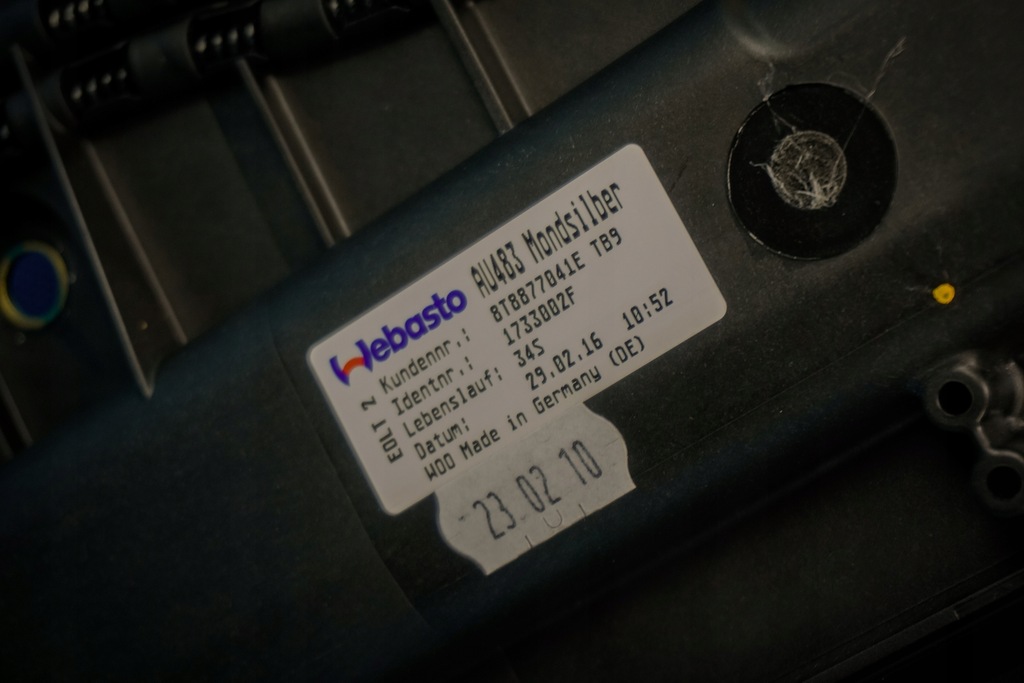 Webasto AU483 Mondsilber
Kundennr.: 8T8877041E TB9
Identnr.: 1733002F
Lebenslauf: 345
Datum: 29.02.16 10:52
WOO Made in Germany (DE)
EOLT 2
23 02 10